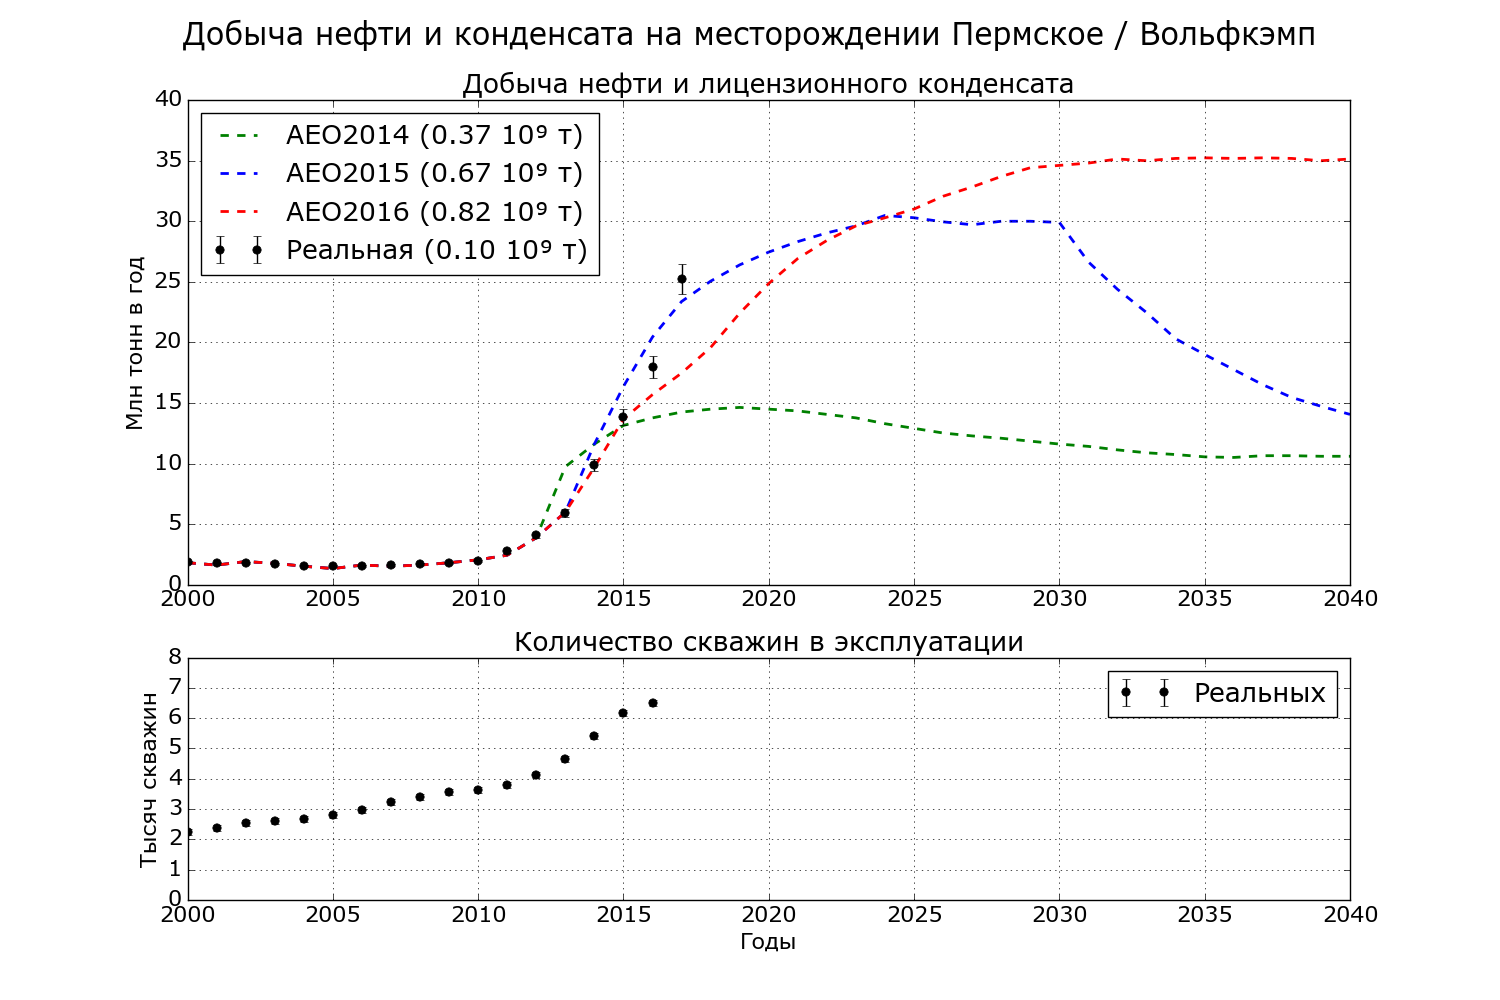 Добыча нефти и конденсата на месторождении Пермское / Вольфкэмп
Добыча нефти и лицензионного конденсата
40
35
30
25
20
15
10
5
0
Млн тонн в год
AEO2014 (0.37 10⁹ т)
AEO2015 (0.67 10⁹ т)
AEO2016 (0.82 10⁹ т)
Реальная (0.10 10⁹ т)
2000 2005 2010 2015 2020 2025 2030 2035 2040
Количество скважин в эксплуатации
8
7
6
5
4
3
2
1
0
Тысяч скважин
Реальных
2000 2005 2010 2015 2020 2025 2030 2035 2040
Годы